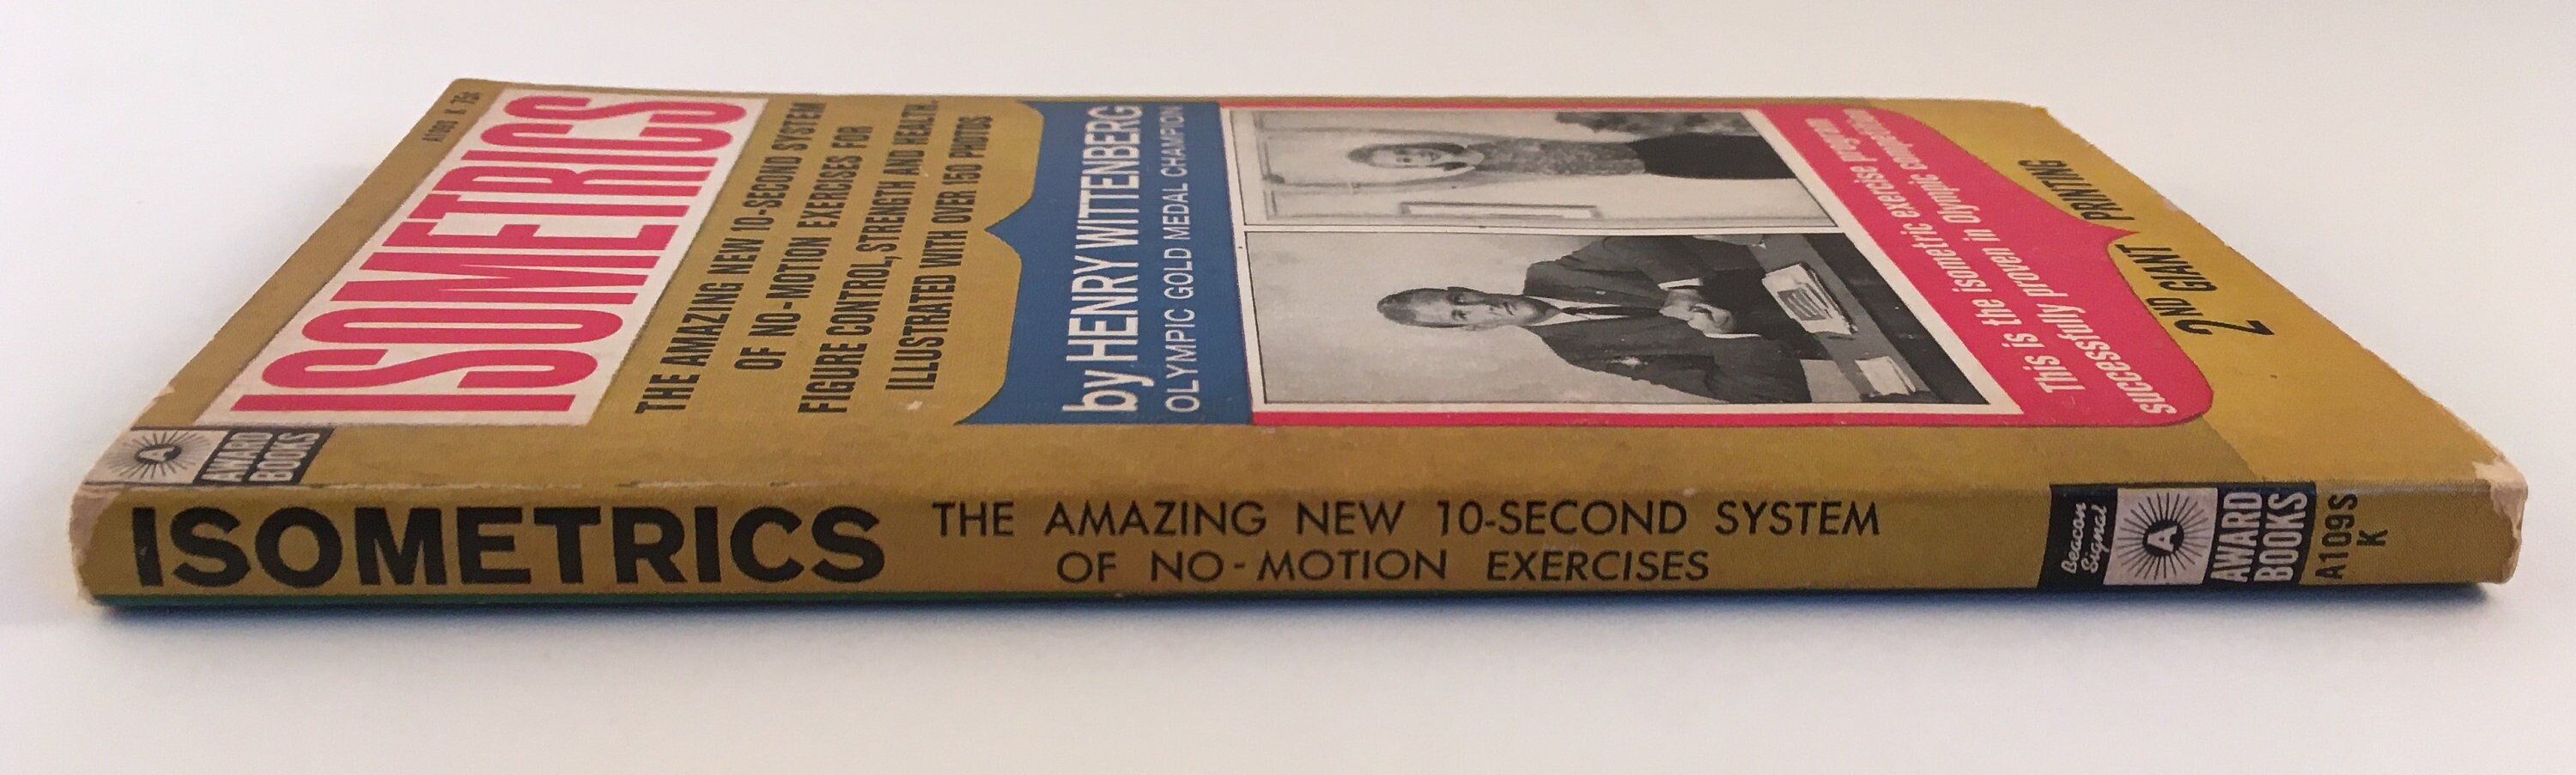 A109S K 75¢
ISOMETRICS
THE AMAZING NEW 10-SECOND SYSTEM
OF NO-MOTION EXERCISES FOR
FIGURE CONTROL, STRENGTH AND HEALTH.
ILLUSTRATED WITH OVER 150 PHOTOS
by HENRY WITTENBERG
OLYMPIC GOLD MEDAL CHAMPION
This is the isometric exercise program
successfully proven in Olympic competition
2ND GIANT PRINTING
A
AWARD
BOOKS
ISOMETRICS
THE AMAZING NEW 10-SECOND SYSTEM
OF NO-MOTION EXERCISES
Beacon
Signal
A
AWARD
BOOKS
A109S
K